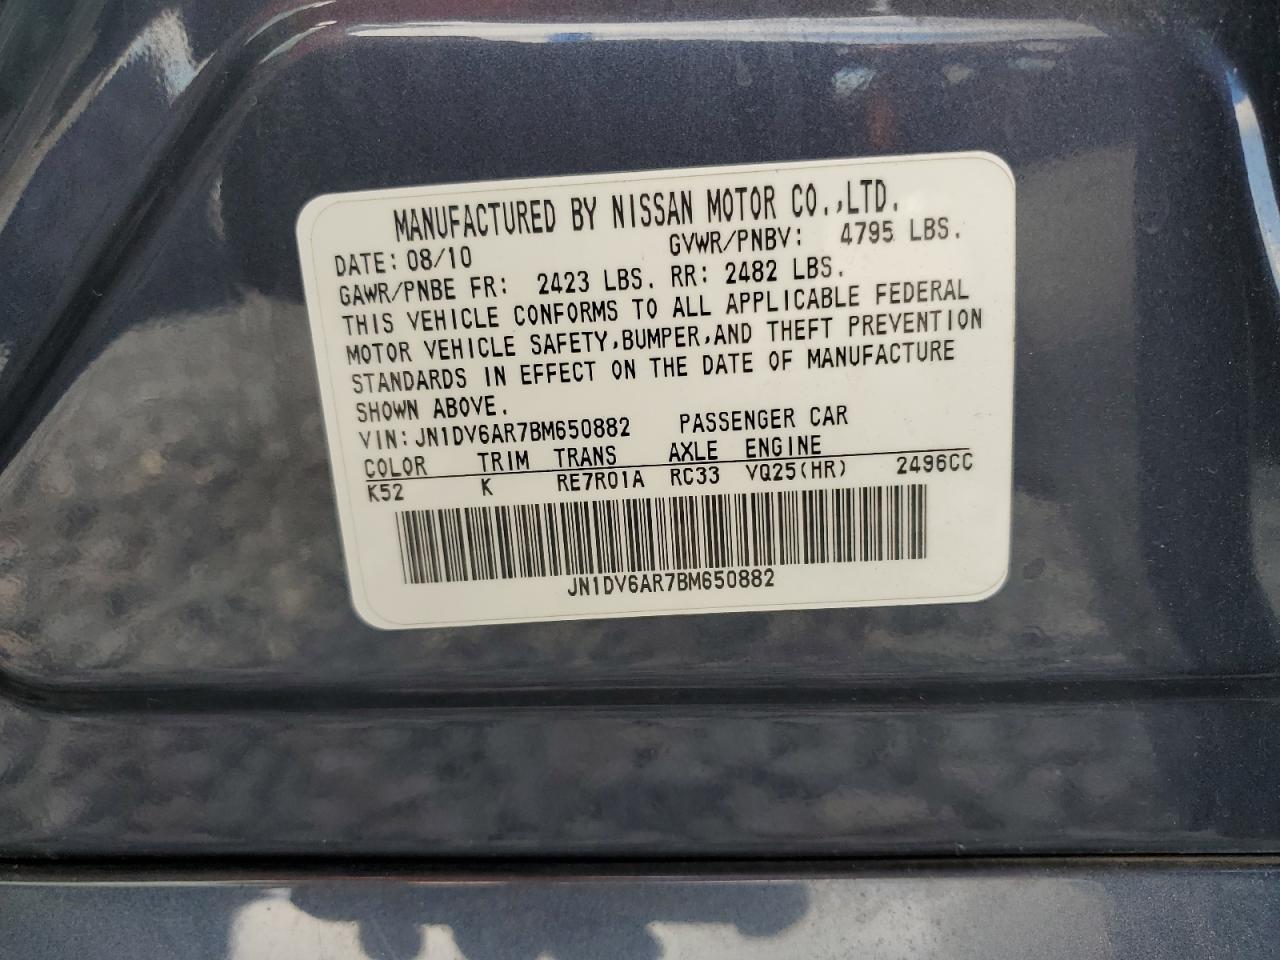 MANUFACTURED BY NISSAN MOTOR CO.,LTD.
DATE: 08/10 GVWR/PNBV: 4795 LBS.
GAWR/PNBE FR: 2423 LBS. RR: 2482 LBS.
THIS VEHICLE CONFORMS TO ALL APPLICABLE FEDERAL
MOTOR VEHICLE SAFETY,BUMPER,AND THEFT PREVENTION
STANDARDS IN EFFECT ON THE DATE OF MANUFACTURE
SHOWN ABOVE.
VIN: JN1DV6AR7BM650882 PASSENGER CAR
COLOR TRIM TRANS AXLE ENGINE
K52 K RE7R01A RC33 VQ25(HR) 2496CC
JN1DV6AR7BM650882